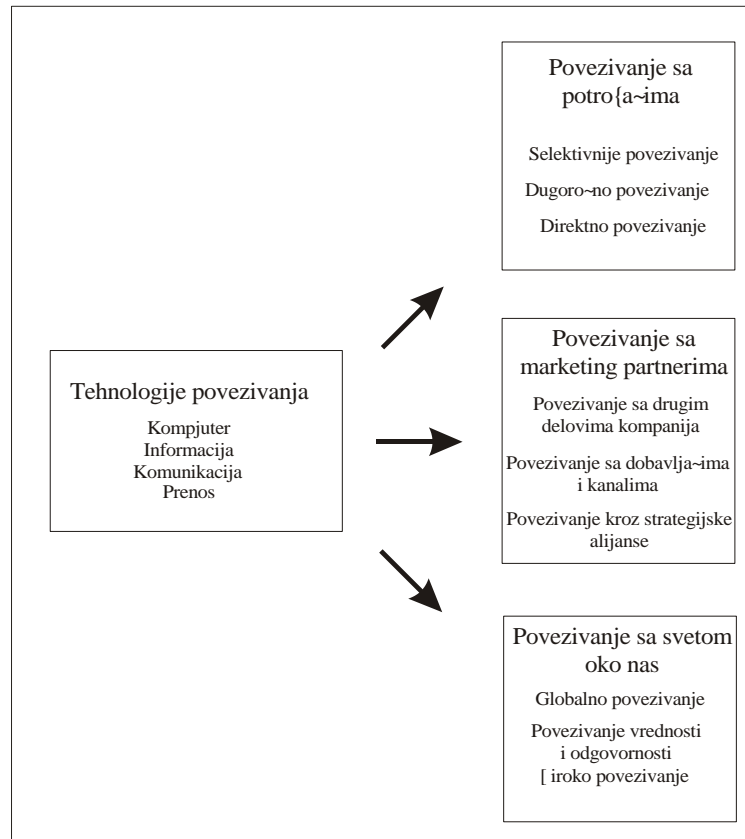 Povezivanje sa
potro{a~ima
Selektivnije povezivanje
Dugoro~no povezivanje
Direktno povezivanje
Tehnologije povezivanja
Kompjuter
Informacija
Komunikacija
Prenos
Povezivanje sa
marketing partnerima
Povezivanje sa drugim
delovima kompanija
Povezivanje sa dobavlja~ima
i kanalima
Povezivanje kroz strategijske
alijanse
Povezivanje sa svetom
oko nas
Globalno povezivanje
Povezivanje vrednosti
i odgovornosti
[ iroko povezivanje